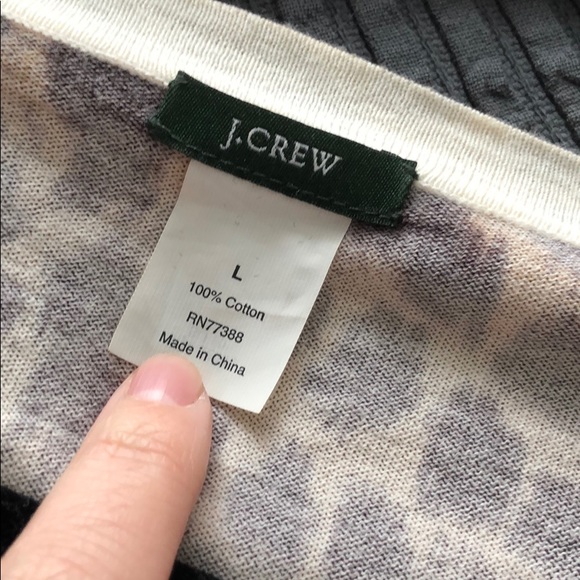 J.CREW
L
100% Cotton
RN77388
Made in China